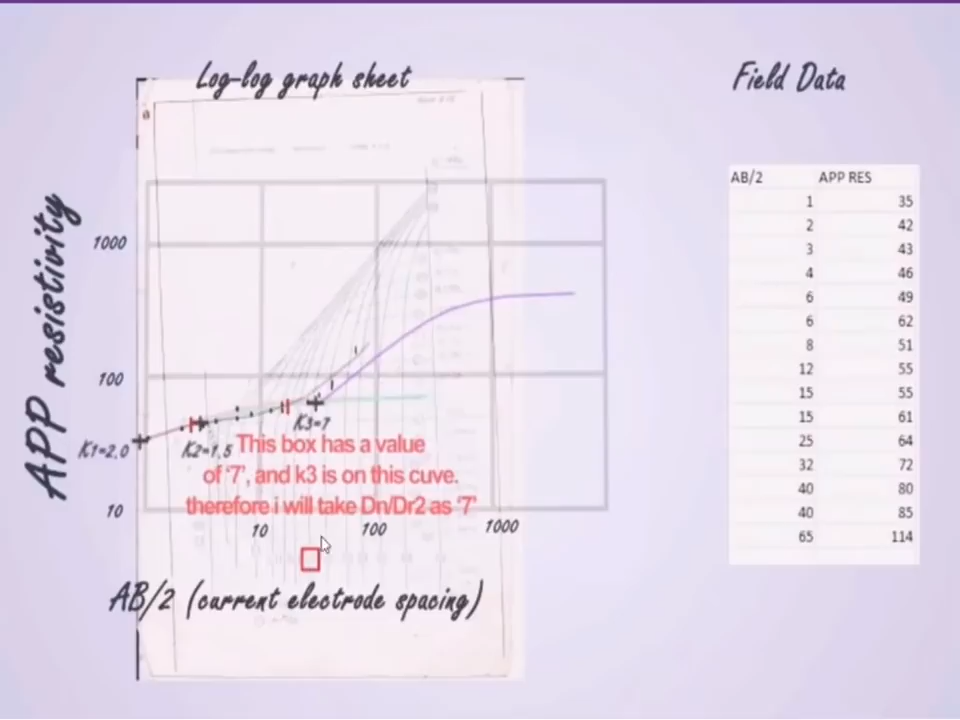 Log-log graph sheet
Field Data
APP resistivity
AB/2 APP RES
1 35
2 42
3 43
4 46
6 49
6 62
8 51
12 55
15 55
15 61
25 64
32 72
40 80
40 85
65 114
1000
100
10
K1=2.0
K2=1.5
K3=7
This box has a value
of '7', and k3 is on this cuve.
therefore i will take Dn/Dr2 as '7'
10 100 1000
AB/2 (current electrode spacing)